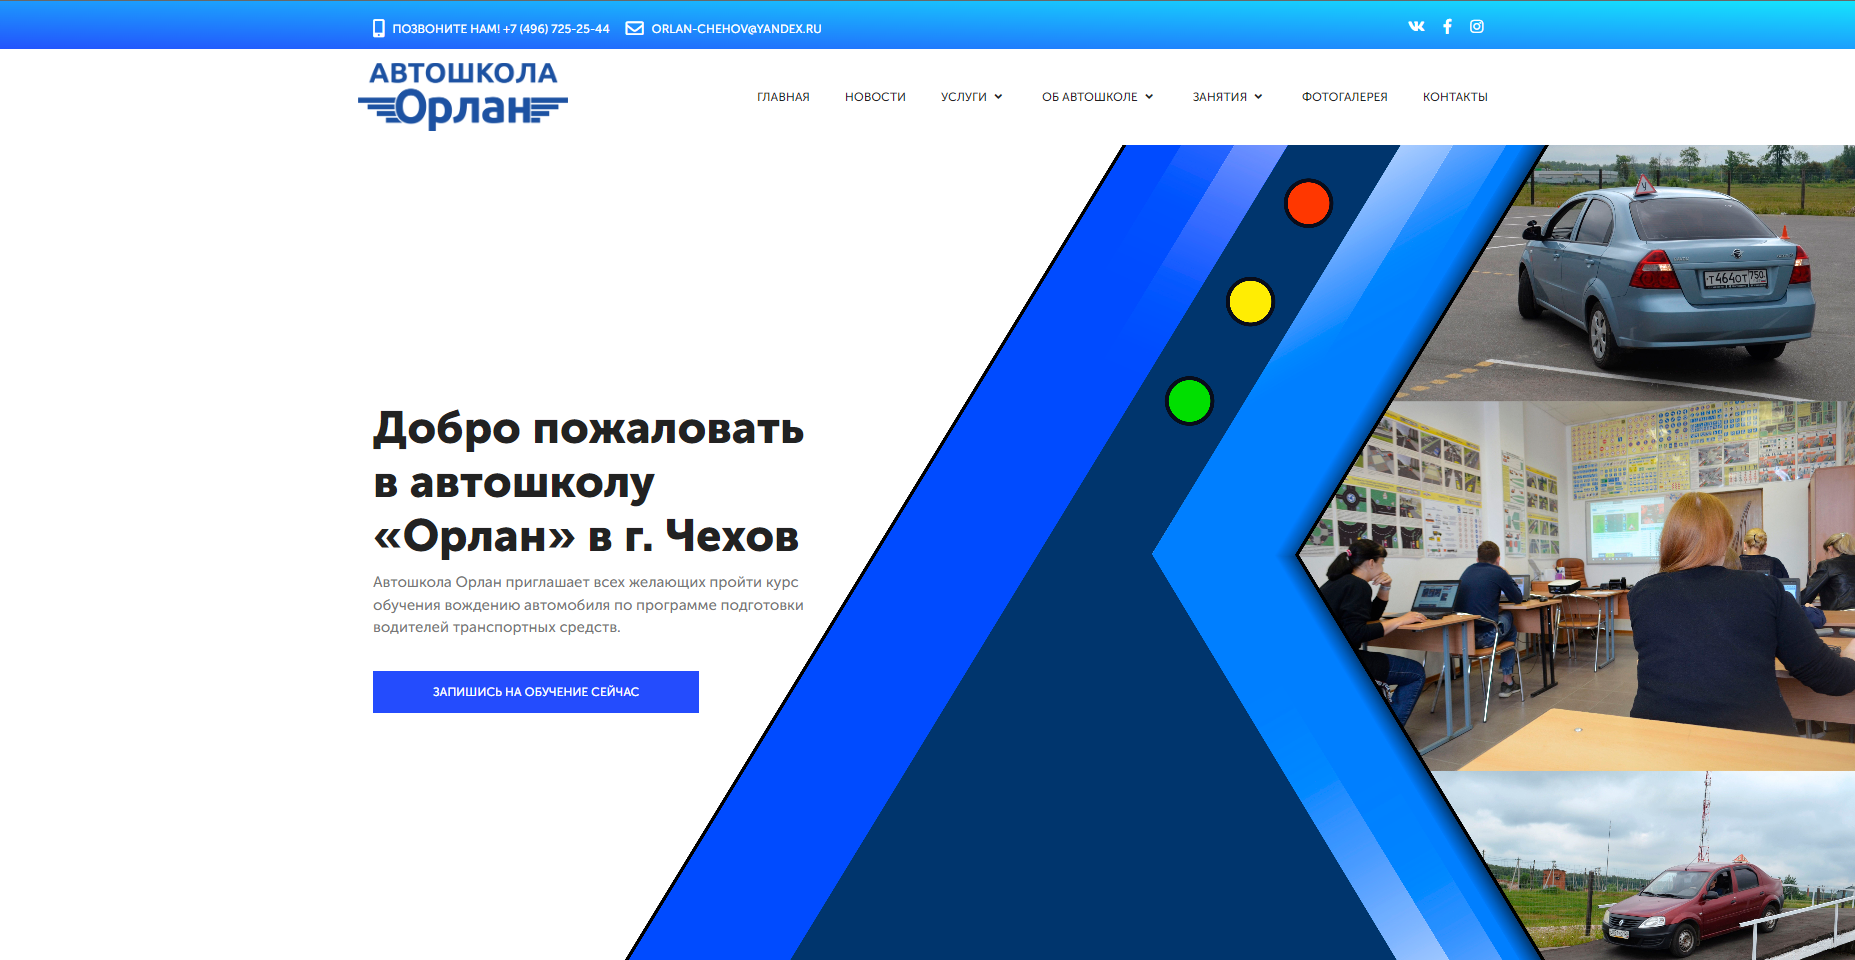 ПОЗВОНИТЕ НАМ! +7 (496) 725-25-44 ORLAN-CHEHOV@YANDEX.RU
АВТОШКОЛА
Орлан
ГЛАВНАЯ НОВОСТИ УСЛУГИ ОБ АВТОШКОЛЕ ЗАНЯТИЯ ФОТОГАЛЕРЕЯ КОНТАКТЫ
У
Т464ОТ 750
Добро пожаловать
в автошколу
«Орлан» в г. Чехов
Автошкола Орлан приглашает всех желающих пройти курс
обучения вождению автомобиля по программе подготовки
водителей транспортных средств.
ЗАПИШИСЬ НА ОБУЧЕНИЕ СЕЙЧАС